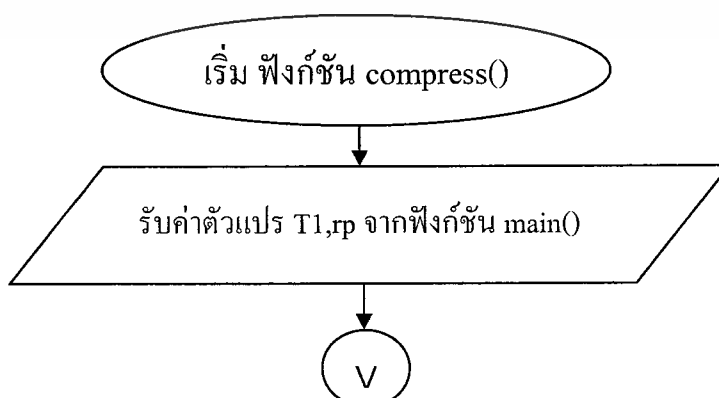 เริ่ม ฟังก์ชัน compress()
รับค่าตัวแปร T1,rp จากฟังก์ชัน main()
V